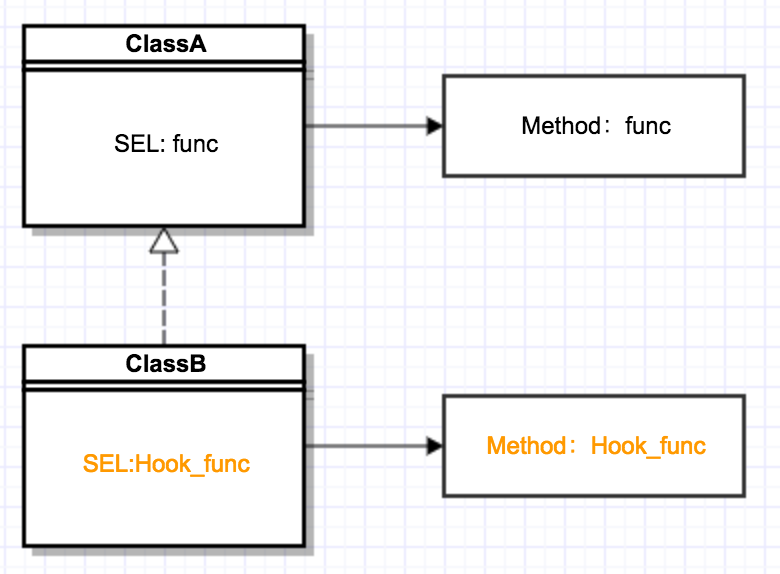 ClassA
SEL: func
Method：func
ClassB
SEL:Hook_func
Method：Hook_func